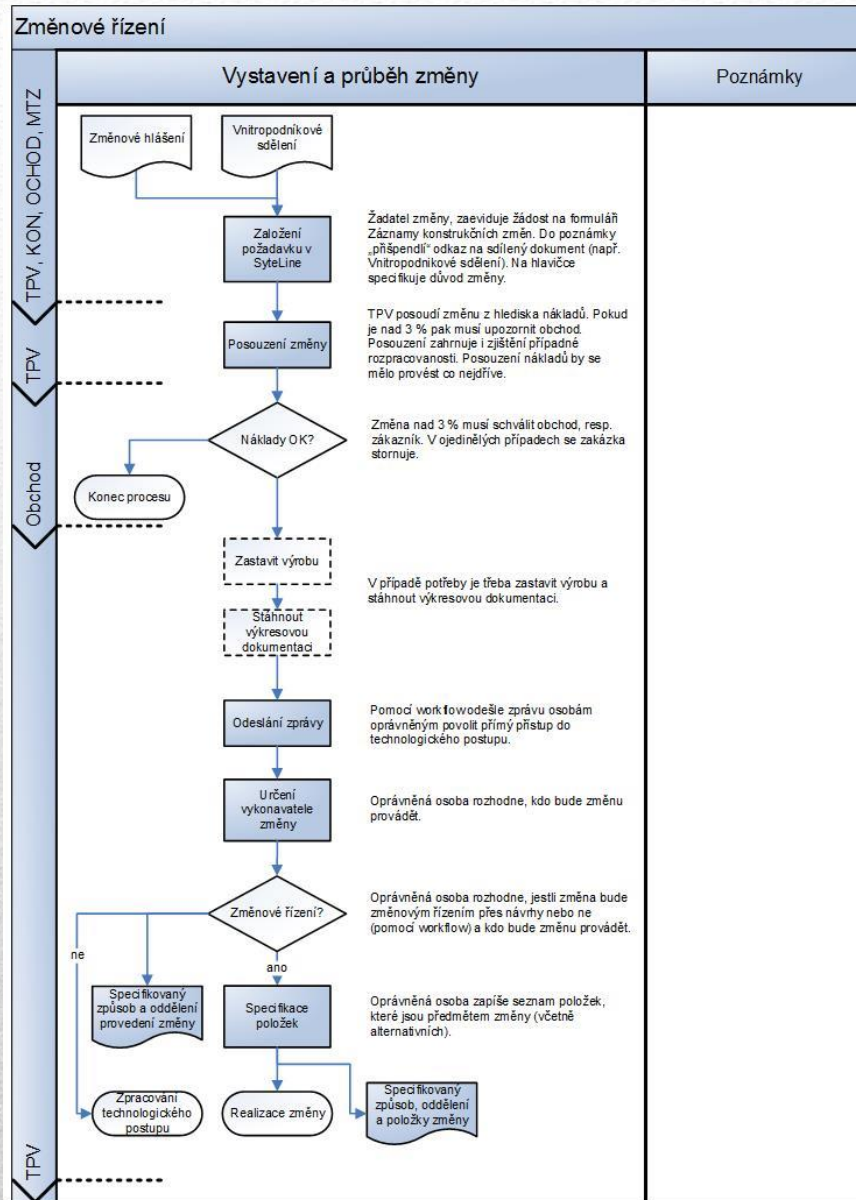 Změnové řízení
Vystavení a průběh změny
Poznámky
TPV, KON, OCHOD, MTZ
Změnové hlášení
Vnitropodnikové
sdělení
Založení
požadavku v
SyteLine
Žadatel změny, zaeviduje žádost na formuláři
Záznamy konstrukčních změn. Do poznámky
„přišpendlí“ odkaz na sdílený dokument (např.
Vnitropodnikové sdělení). Na hlavičce
specifikuje důvod změny.
TPV
Posouzení změny
TPV posoudí změnu z hlediska nákladů. Pokud
je nad 3 % pak musí upozornit obchod.
Posouzení zahrnuje i zjištění případné
rozpracovanosti. Posouzení nákladů by se
mělo provést co nejdříve.
Obchod
Náklady OK?
Změna nad 3 % musí schválit obchod, resp.
zákazník. V ojedinělých případech se zakázka
stornuje.
Konec procesu
Zastavit výrobu
Stáhnout
výkresovou
dokumentaci
V případě potřeby je třeba zastavit výrobu a
stáhnout výkresovou dokumentaci.
Odeslání zprávy
Pomocí workflow odešle zprávu osobám
oprávněným povolit přímý přístup do
technologického postupu.
Určení
vykonavatele
změny
Oprávněná osoba rozhodne, kdo bude změnu
provádět.
Změnové řízení?
Oprávněná osoba rozhodne, jestli změna bude
změnovým řízením přes návrhy nebo ne
(pomocí workflow) a kdo bude změnu provádět.
ne
ano
Specifikovaný
způsob a oddělení
provedení změny
Specifikace
položek
Oprávněná osoba zapíše seznam položek,
které jsou předmětem změny (včetně
alternativních).
Zpracování
technologického
postupu
Realizace změny
Specifikovaný
způsob, oddělení
a položky změny
TPV